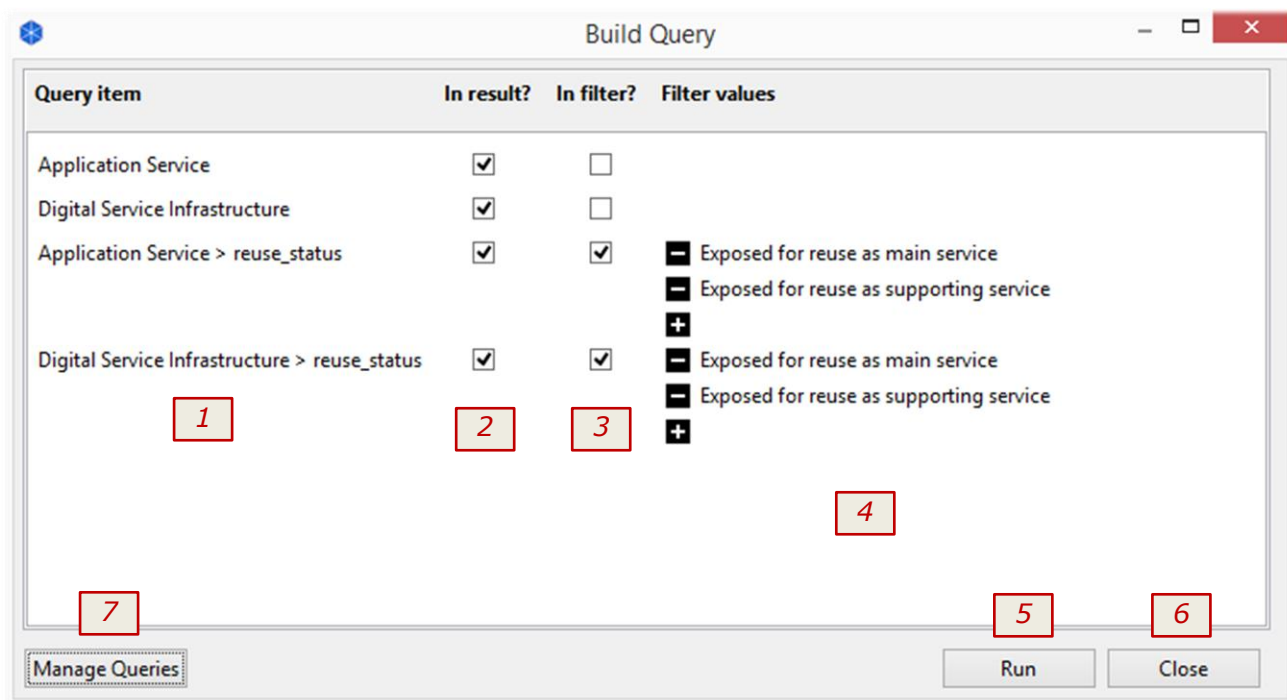 Build Query
Query item In result? In filter? Filter values
Application Service
Digital Service Infrastructure
Application Service > reuse_status Exposed for reuse as main service
Exposed for reuse as supporting service
Digital Service Infrastructure > reuse_status Exposed for reuse as main service
Exposed for reuse as supporting service
1 2 3
4
7 5 6
Manage Queries Run Close